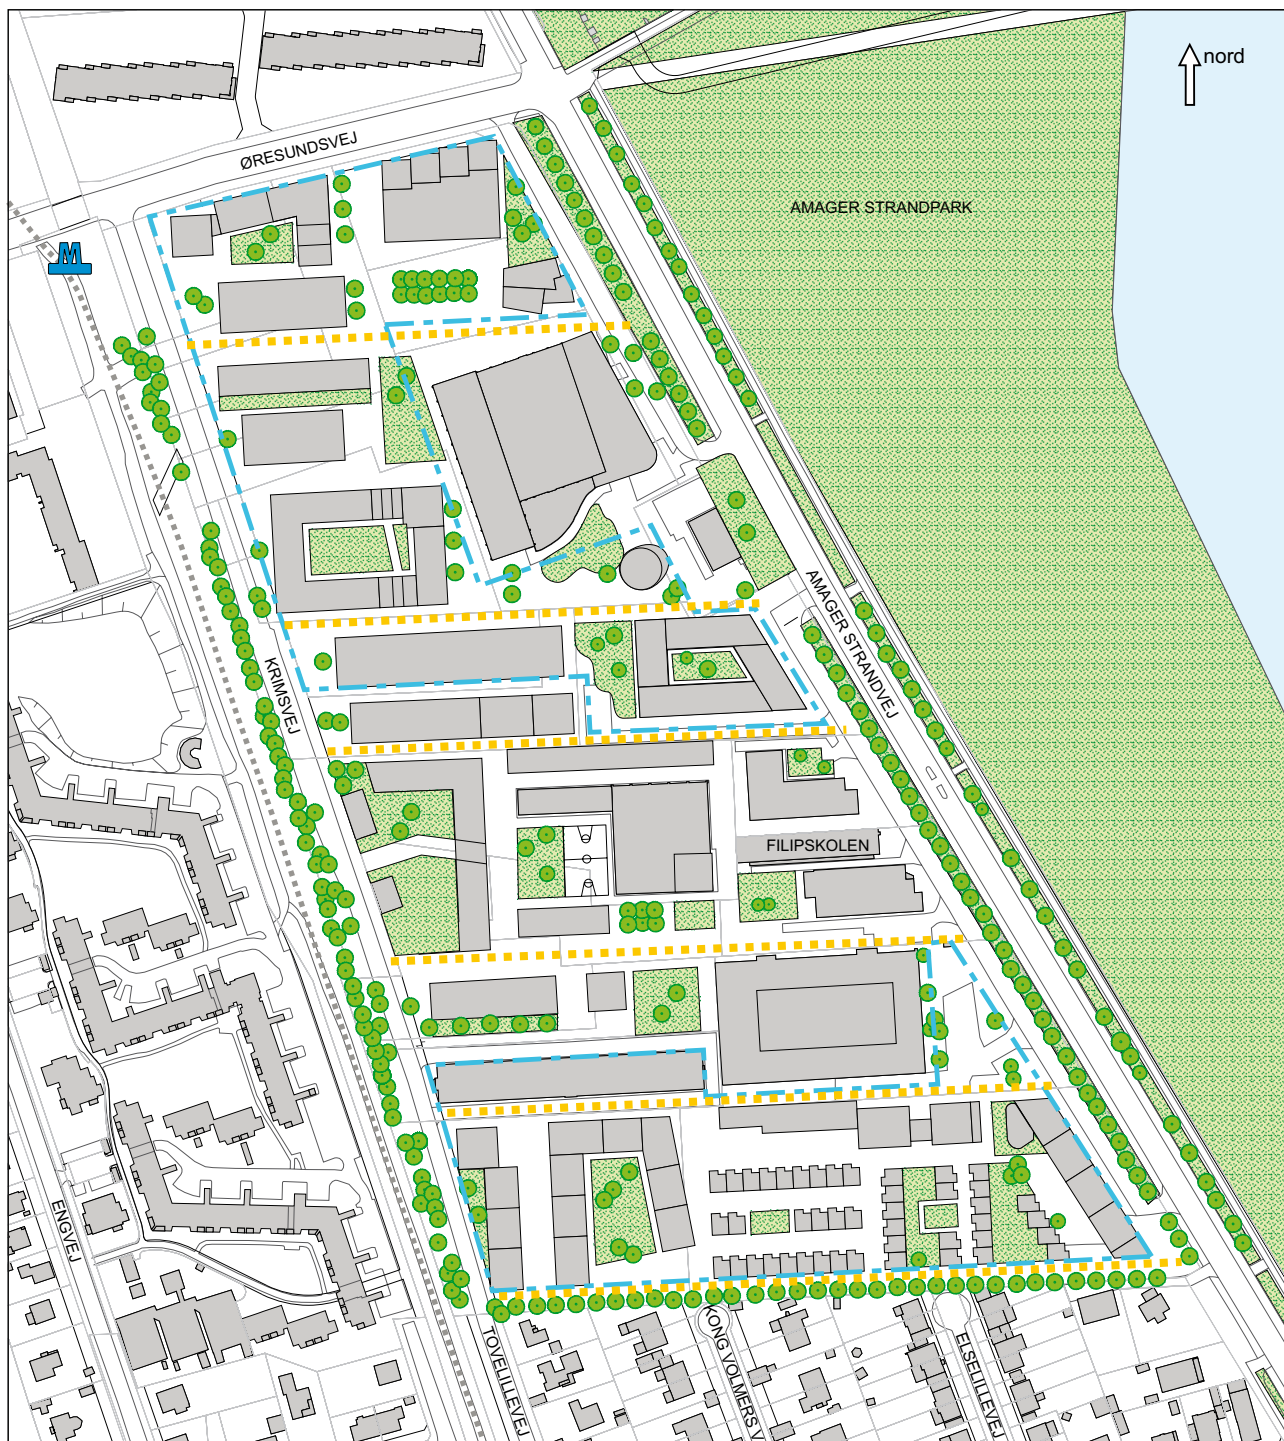 nord
ØRESUNDSVEJ
AMAGER STRANDPARK
M
AMAGER STRANDVEJ
KRIMSVEJ
FILIPSKOLEN
ENGVEJ
TOVELILLEVEJ
KONG VOLMERS V
ELSELILLEVEJ